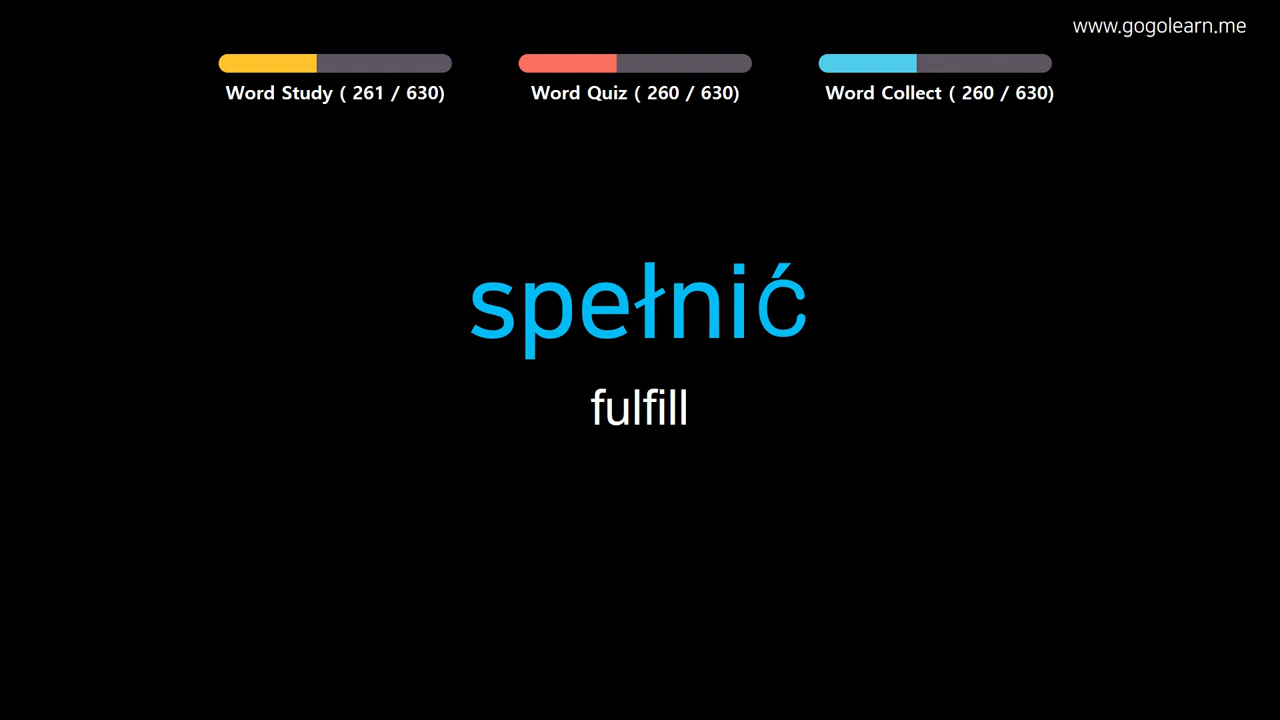 www.gogolearn.me
Word Study ( 261 / 630)
Word Quiz ( 260 / 630)
Word Collect ( 260 / 630)
spełnić
fulfill